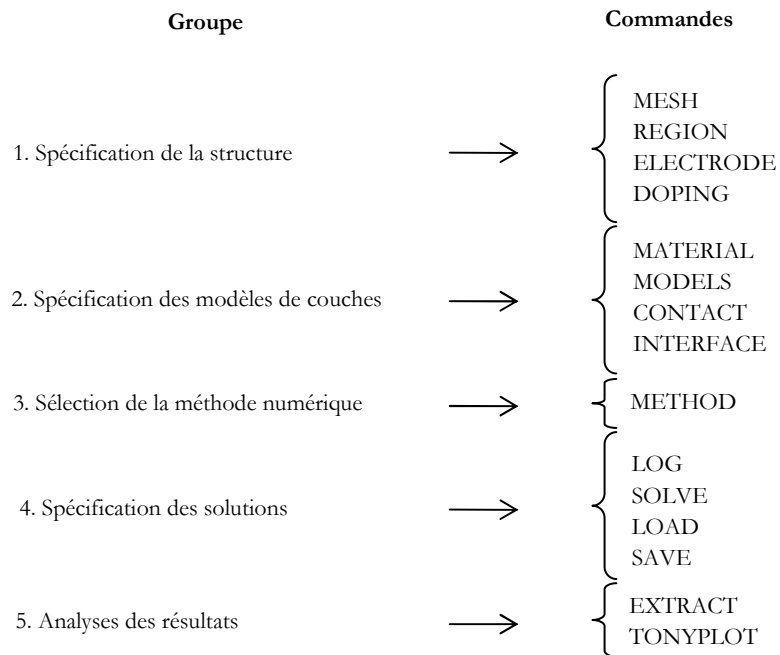 Groupe
Commandes
1. Spécification de la structure
MESH
REGION
ELECTRODE
DOPING
2. Spécification des modèles de couches
MATERIAL
MODELS
CONTACT
INTERFACE
3. Sélection de la méthode numérique
METHOD
4. Spécification des solutions
LOG
SOLVE
LOAD
SAVE
5. Analyses des résultats
EXTRACT
TONYPLOT